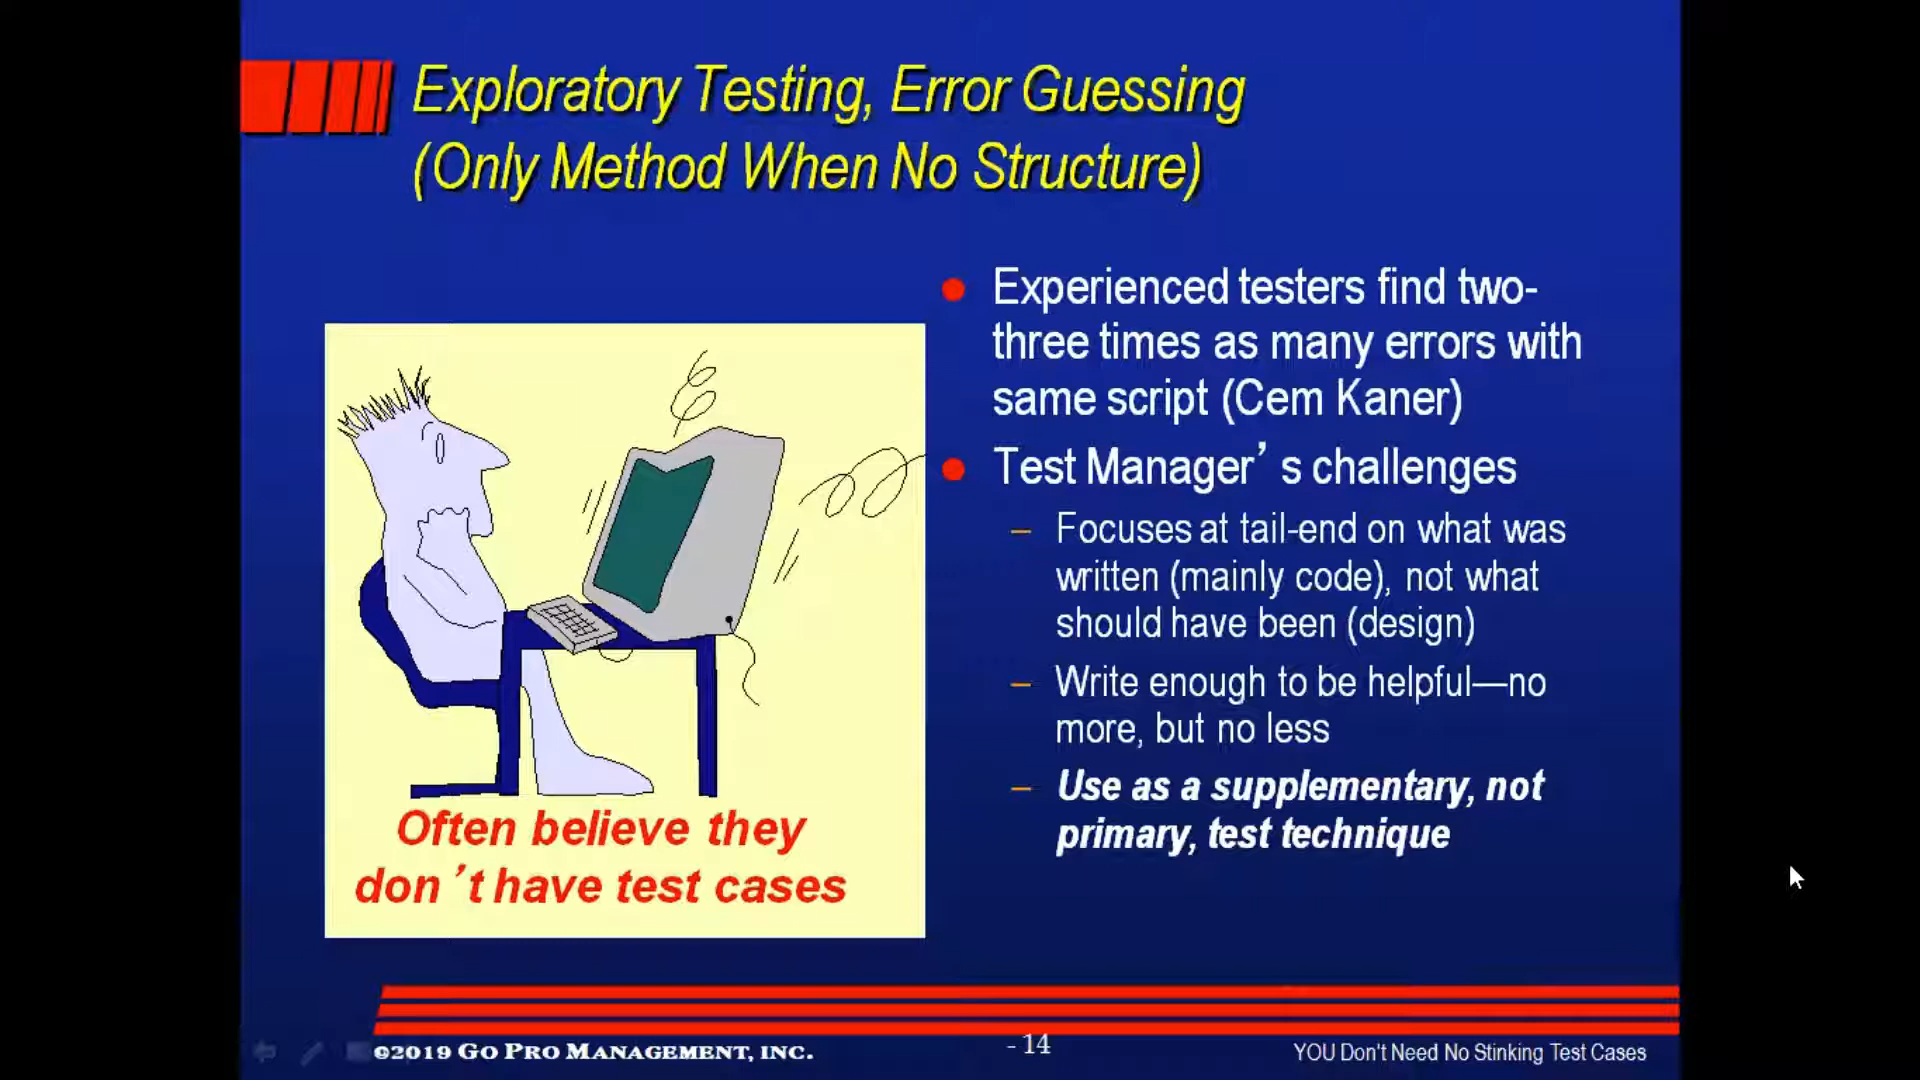 Exploratory Testing, Error Guessing
(Only Method When No Structure)
Experienced testers find two-
three times as many errors with
same script (Cem Kaner)
Test Manager’s challenges
– Focuses at tail-end on what was
written (mainly code), not what
should have been (design)
– Write enough to be helpful—no
more, but no less
– Use as a supplementary, not
primary, test technique
Often believe they
don’t have test cases
©2019 GO PRO MANAGEMENT, INC.
- 14
YOU Don't Need No Stinking Test Cases